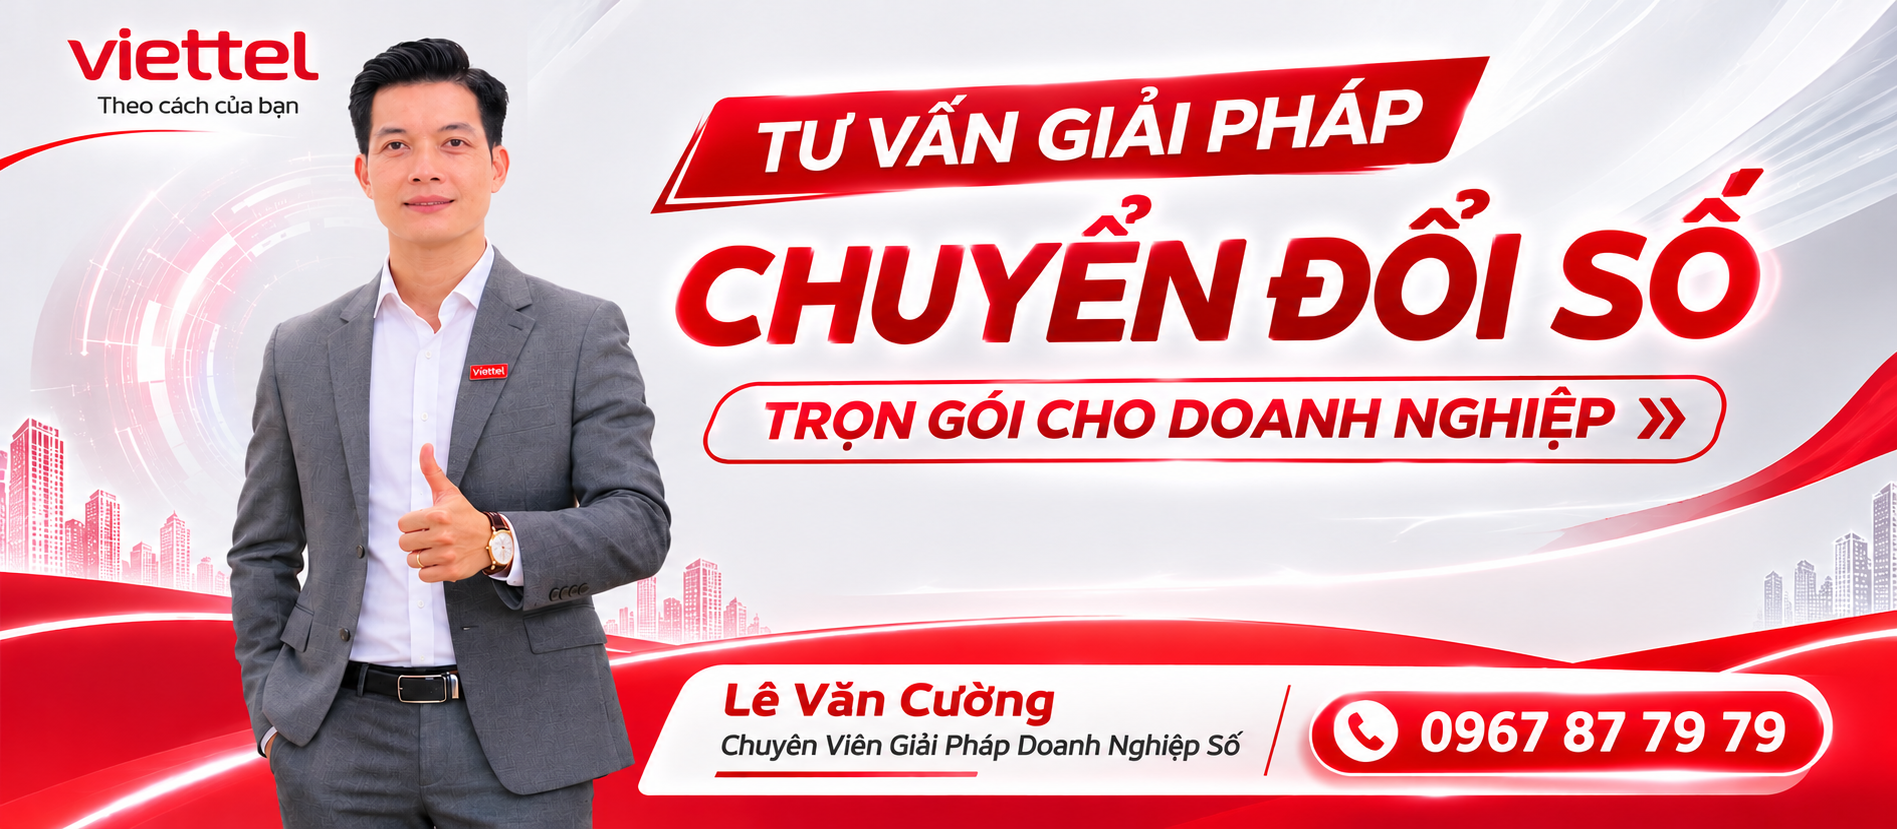 viettel
Theo cách của bạn
TƯ VẤN GIẢI PHÁP
CHUYỂN ĐỔI SỐ
TRỌN GÓI CHO DOANH NGHIỆP
viettel
Lê Văn Cường
Chuyên Viên Giải Pháp Doanh Nghiệp Số
0967 87 79 79